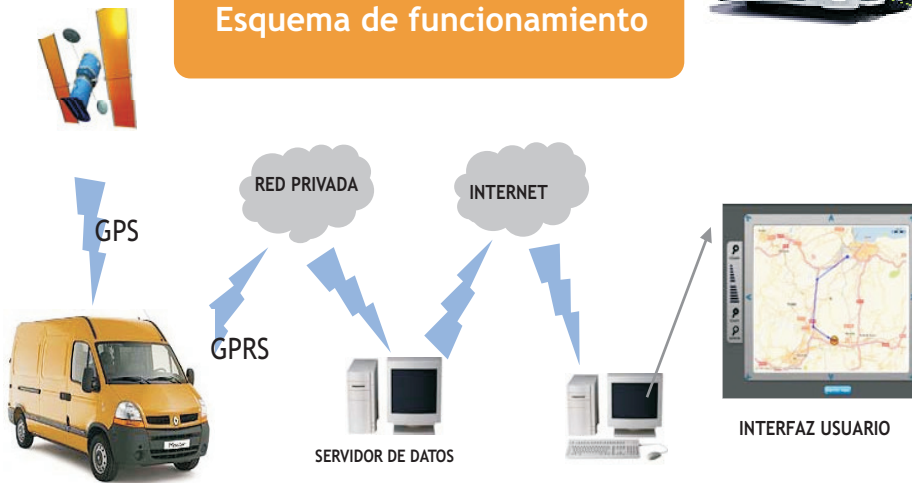 Esquema de funcionamiento
RED PRIVADA
INTERNET
GPS
GPRS
SERVIDOR DE DATOS
INTERFAZ USUARIO